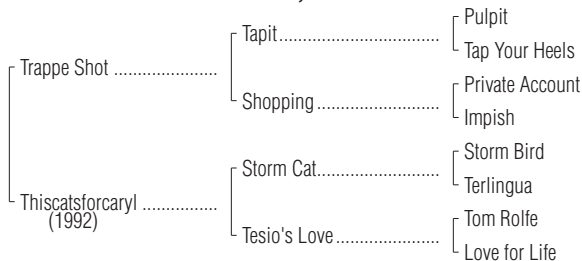 Pulpit
Tapit
Tap Your Heels
Trappe Shot
Private Account
Shopping
Impish
Storm Bird
Storm Cat
Terlingua
Thiscatsforcaryl
(1992)
Tom Rolfe
Tesio's Love
Love for Life